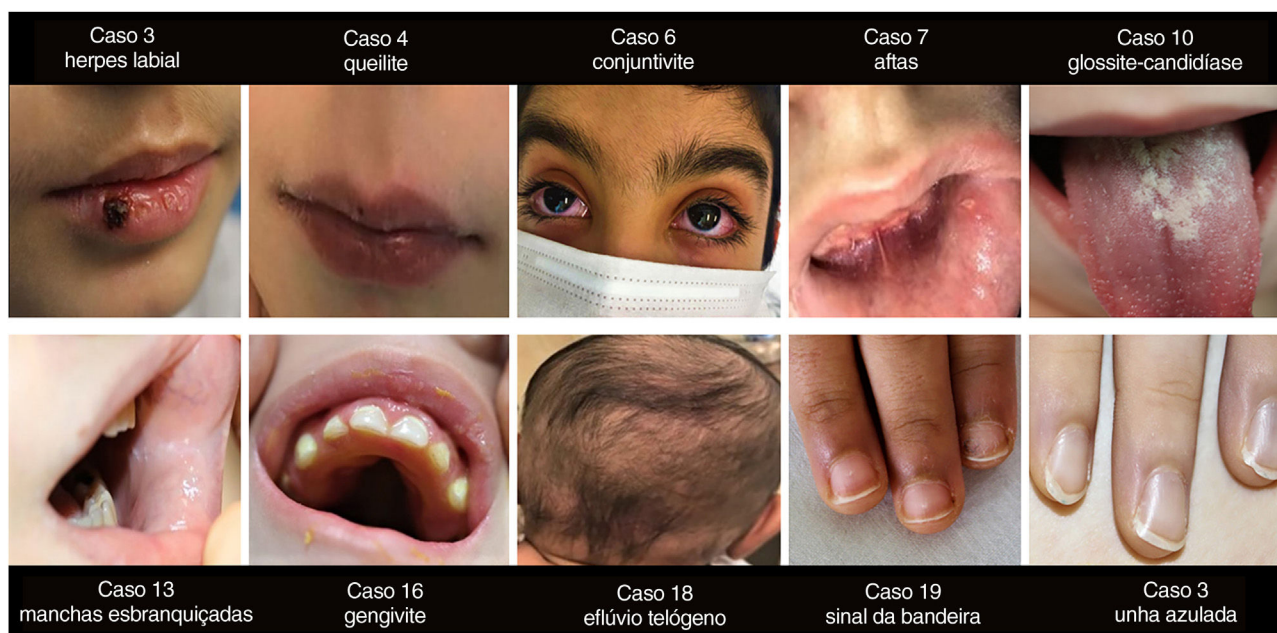 Caso 3
herpes labial
Caso 4
queilite
Caso 6
conjuntivite
Caso 7
aftas
Caso 10
glossite-candidíase
Caso 13
manchas esbranquiçadas
Caso 16
gengivite
Caso 18
eflúvio telógeno
Caso 19
sinal da bandeira
Caso 3
unha azulada